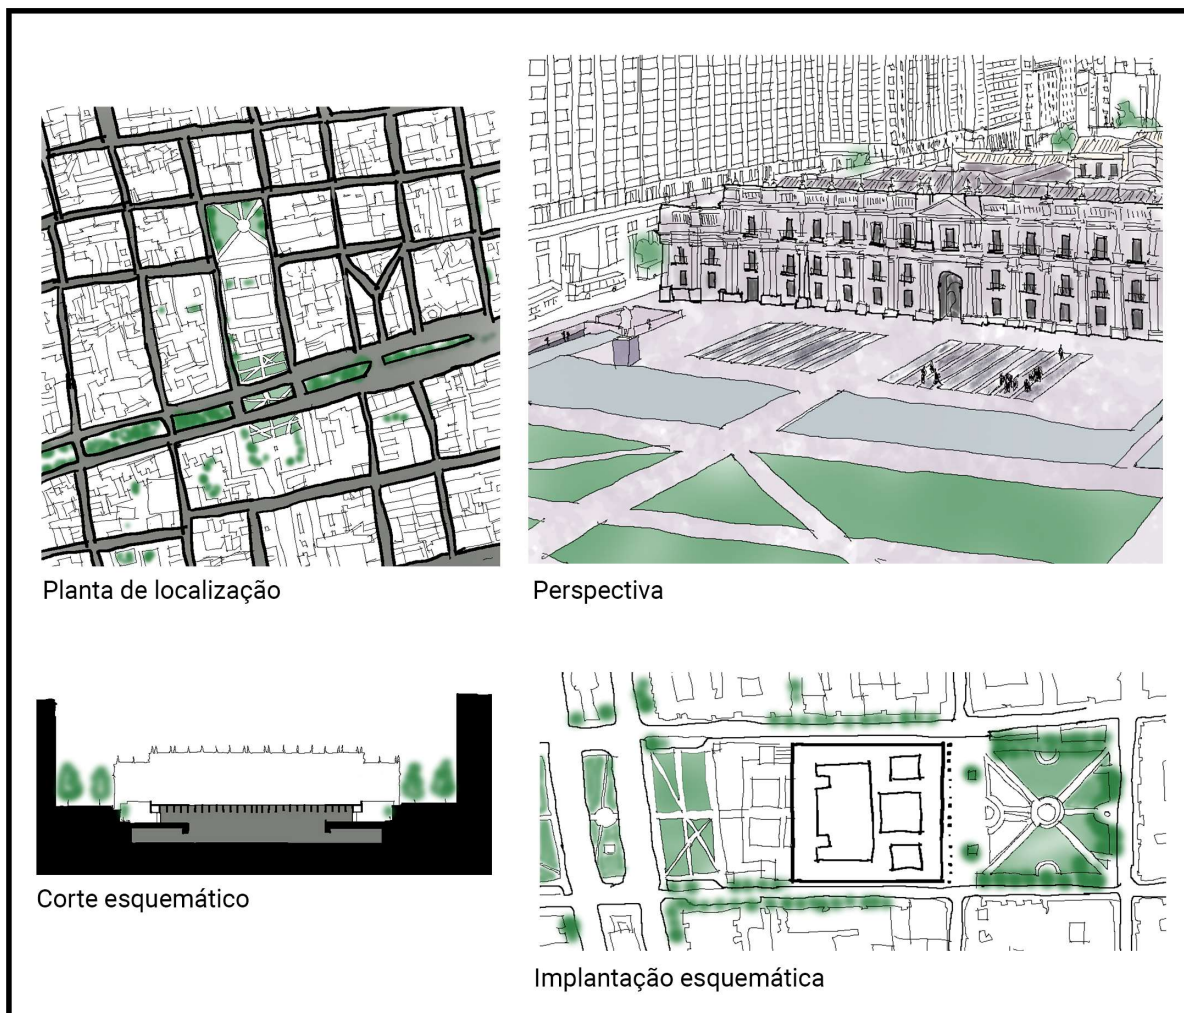 Planta de localização
Perspectiva
Corte esquemático
Implantação esquemática